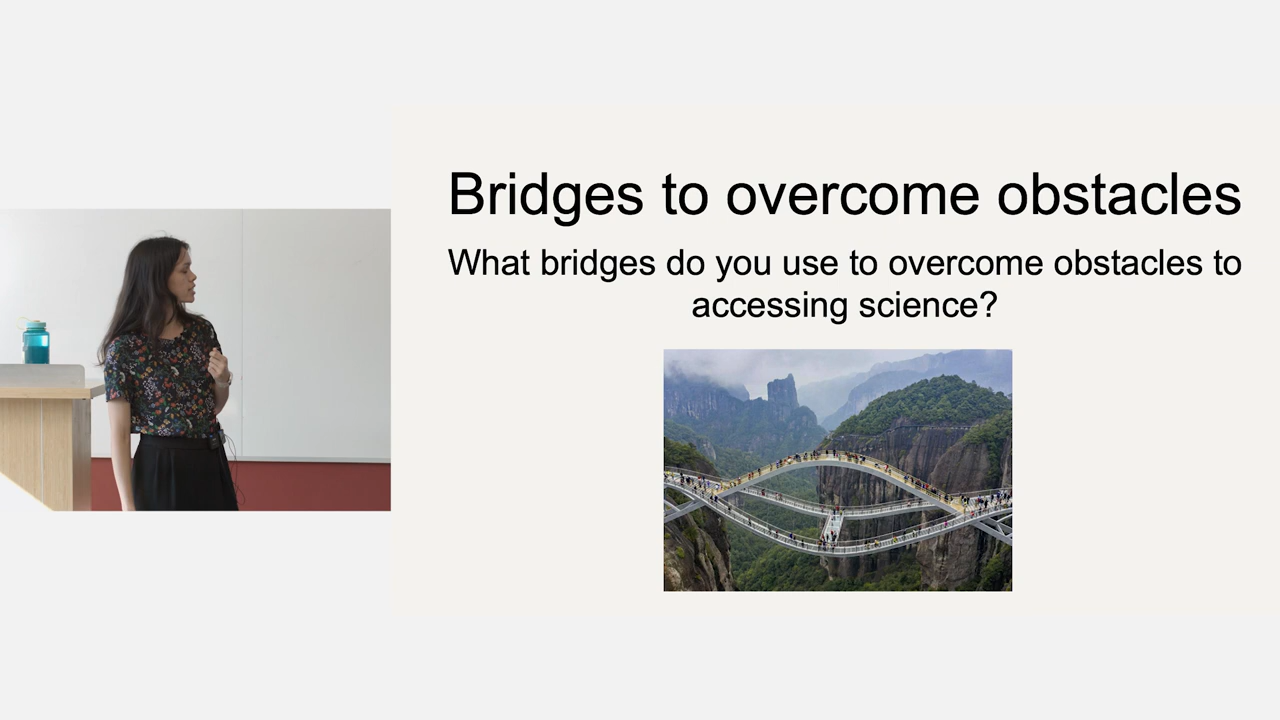 Bridges to overcome obstacles
What bridges do you use to overcome obstacles to
accessing science?